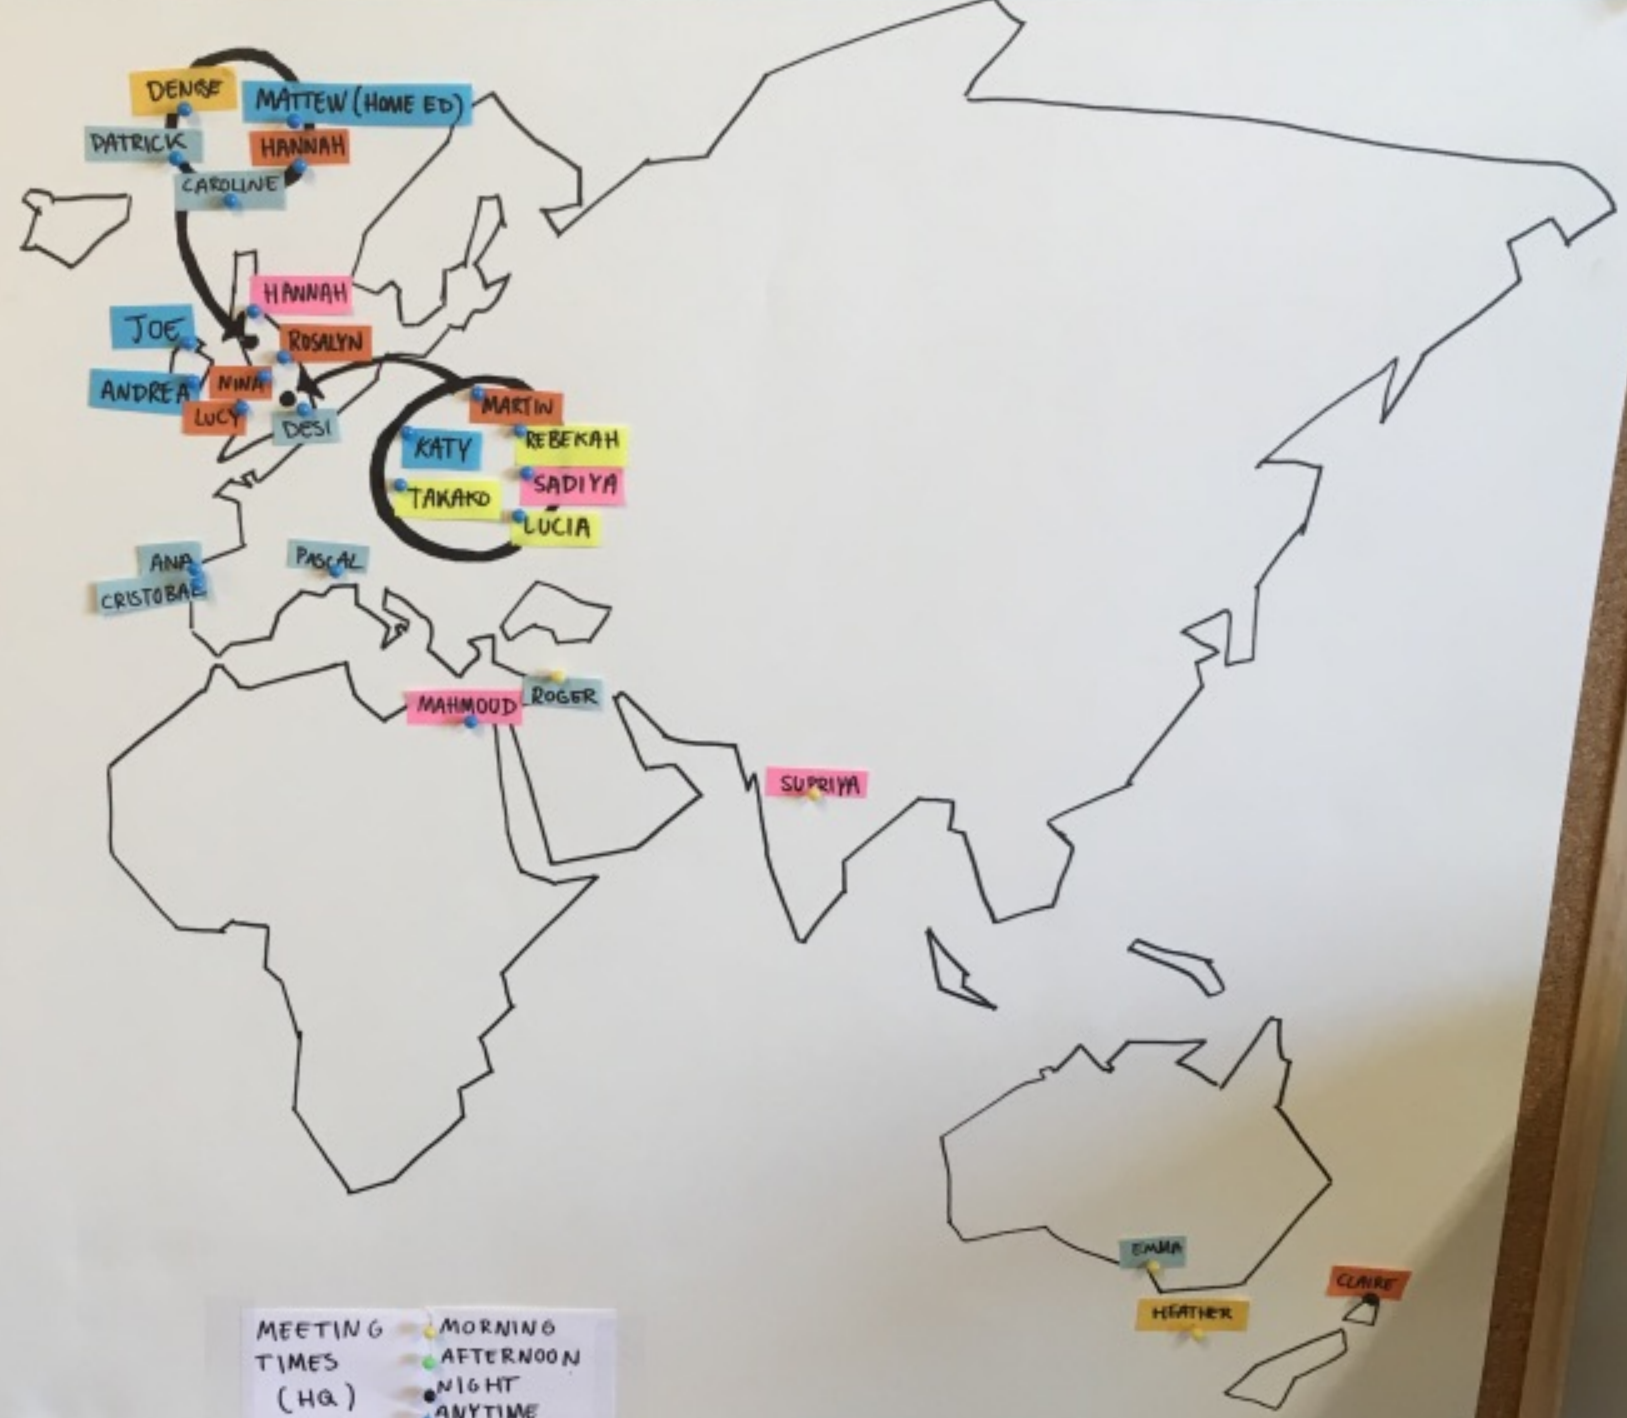 DENISE
MATTEW (HOME ED)
PATRICK
HANNAH
CAROLINE
HANNAH
JOE
ROSALYN
NINA
ANDREA
LUCY
DESI
MARTIN
KATY
REBEKAH
SADIYA
TAKAKO
LUCIA
ANA
PASCAL
CRISTOBAL
MAHMOUD
ROGER
SUPRIYA
EMMA
CLAIRE
HEATHER
MEETING
TIMES
(HQ)
MORNING
AFTERNOON
NIGHT
ANYTIME